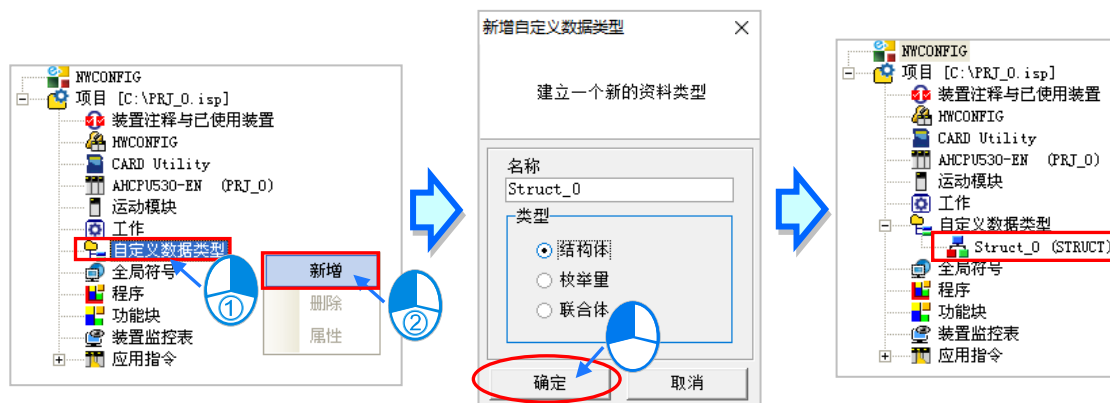 NWCONFIG
项目 [C:\PRJ_0.isp]
装置注释与已使用装置
HWCONFIG
CARD Utility
AHCPU530-EN (PRJ_0)
运动模块
工作
自定义数据类型
全局符号
程序
功能块
装置监控表
应用指令
新增
删除
属性
①
②
新增自定义数据类型
建立一个新的资料类型
名称
Struct_0
类型
结构体
枚举量
联合体
确定
取消
NWCONFIG
项目 [C:\PRJ_0.isp]
装置注释与已使用装置
HWCONFIG
CARD Utility
AHCPU530-EN (PRJ_0)
运动模块
工作
自定义数据类型
Struct_0 (STRUCT)
全局符号
程序
功能块
装置监控表
应用指令